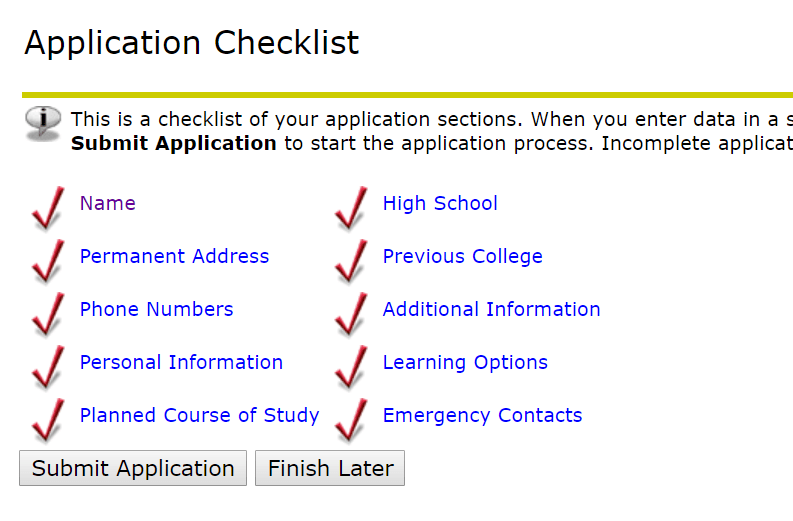 Application Checklist
This is a checklist of your application sections. When you enter data in a s
Submit Application to start the application process. Incomplete applicat
Name
High School
Permanent Address
Previous College
Phone Numbers
Additional Information
Personal Information
Learning Options
Planned Course of Study
Emergency Contacts
Submit Application
Finish Later